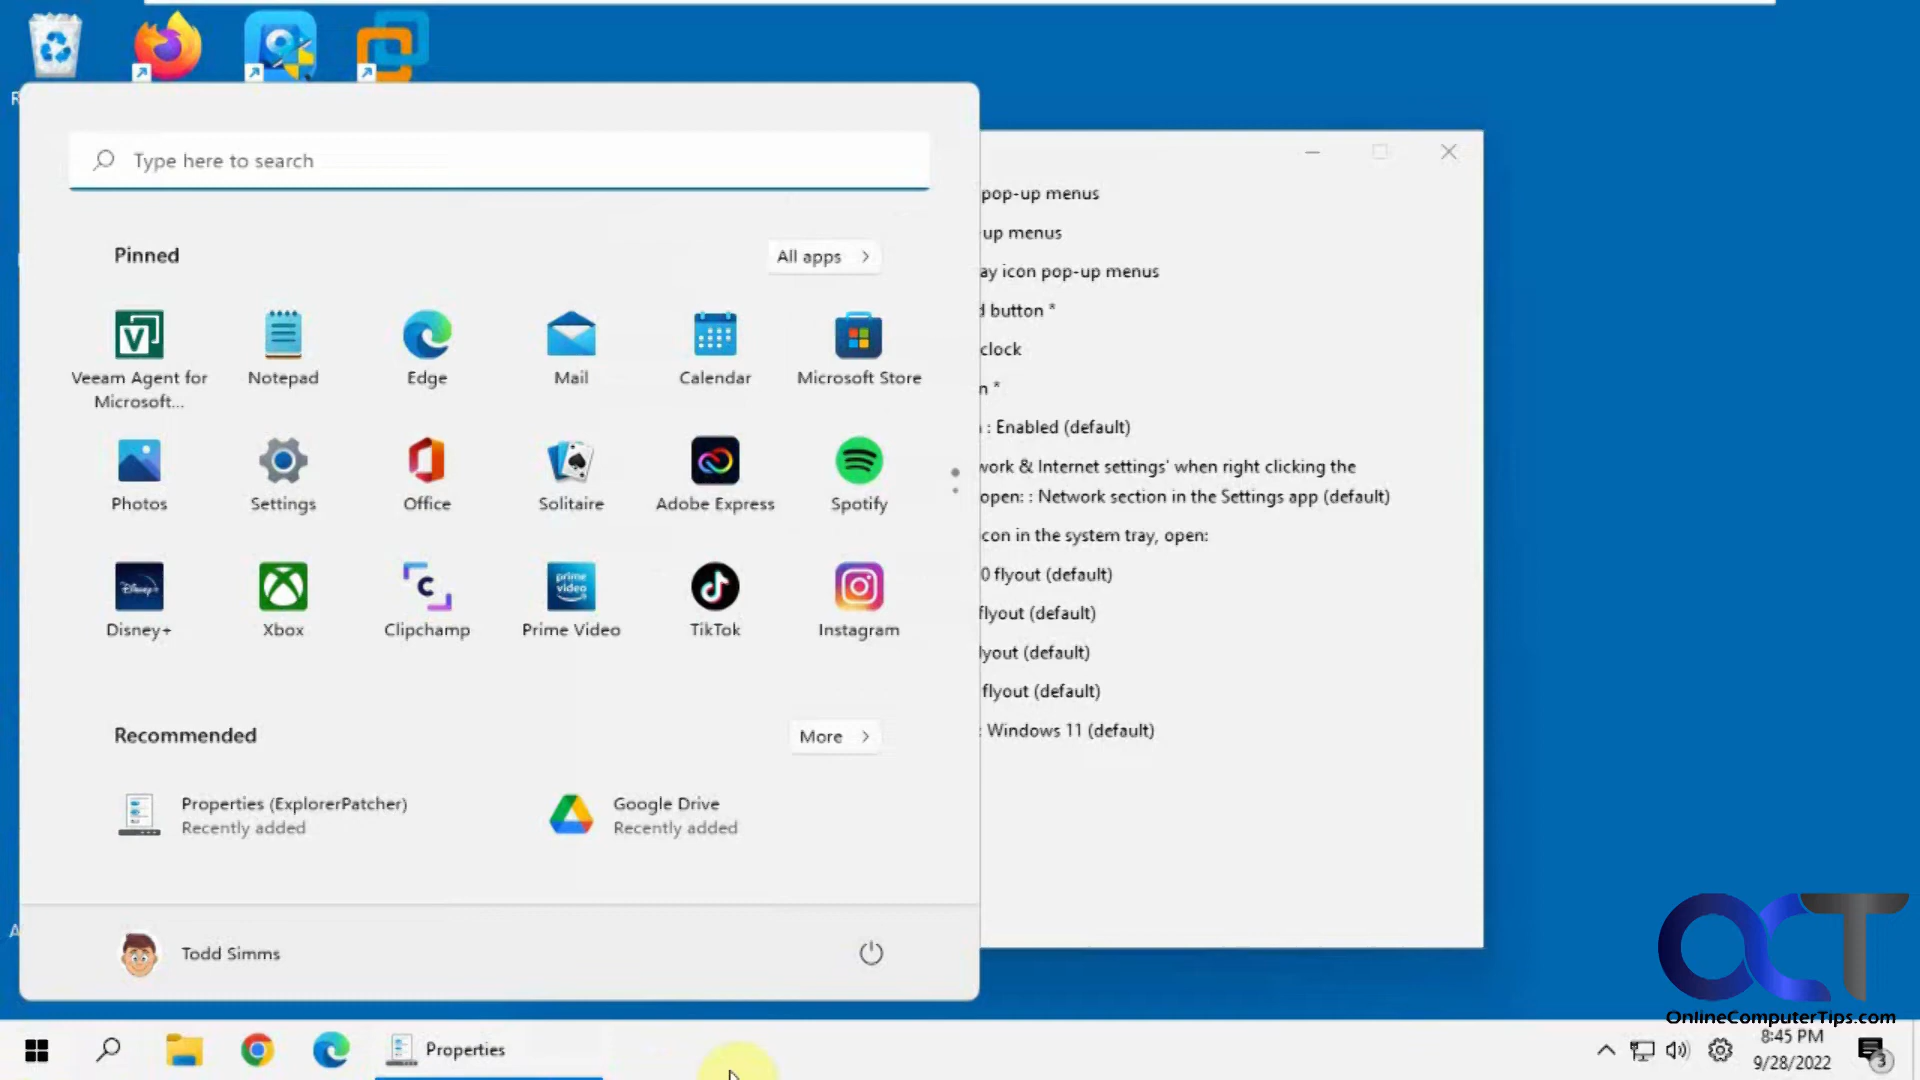 R
Type here to search
Pinned
All apps
Veeam Agent for
Microsoft...
Notepad
Edge
Mail
Calendar
Microsoft Store
Photos
Settings
Office
Solitaire
Adobe Express
Spotify
Disney+
Xbox
Clipchamp
prime
video
Prime Video
TikTok
Instagram
Recommended
More
Properties (ExplorerPatcher)
Recently added
Google Drive
Recently added
A
Todd Simms
pop-up menus
up menus
ay icon pop-up menus
d button *
clock
n *
: Enabled (default)
work & Internet settings' when right clicking the
open: : Network section in the Settings app (default)
icon in the system tray, open:
0 flyout (default)
flyout (default)
lyout (default)
flyout (default)
: Windows 11 (default)
OCT
OnlineComputerTips.com
Properties
8:45 PM
9/28/2022
3